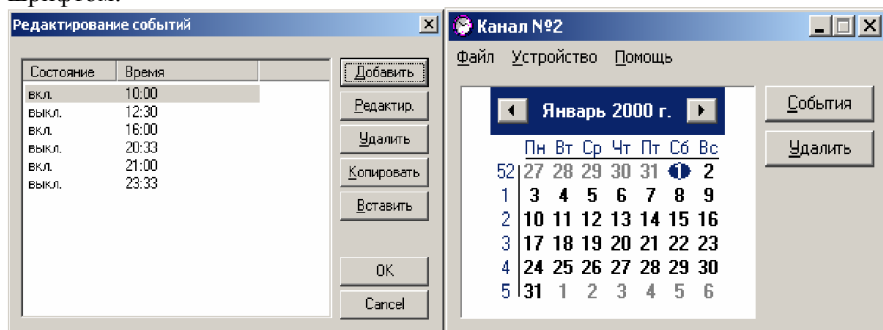 шрифтом.
Редактирование событий
Состояние Время
вкл. 10:00
выкл. 12:30
вкл. 16:00
выкл. 20:33
вкл. 21:00
выкл. 23:33
Добавить
Редактир.
Удалить
Копировать
Вставить
OK
Cancel
Канал №2
Файл Устройство Помощь
Январь 2000 г.
Пн Вт Ср Чт Пт Сб Вс
52 27 28 29 30 31 1 2
1 3 4 5 6 7 8 9
2 10 11 12 13 14 15 16
3 17 18 19 20 21 22 23
4 24 25 26 27 28 29 30
5 31 1 2 3 4 5 6
События
Удалить